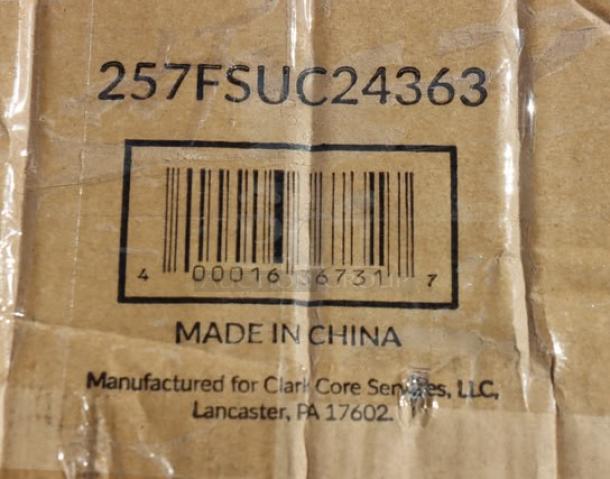 257FSUC24363
4 00016 36731 7
MADE IN CHINA
Manufactured for Clark Core Services, LLC,
Lancaster, PA 17602.